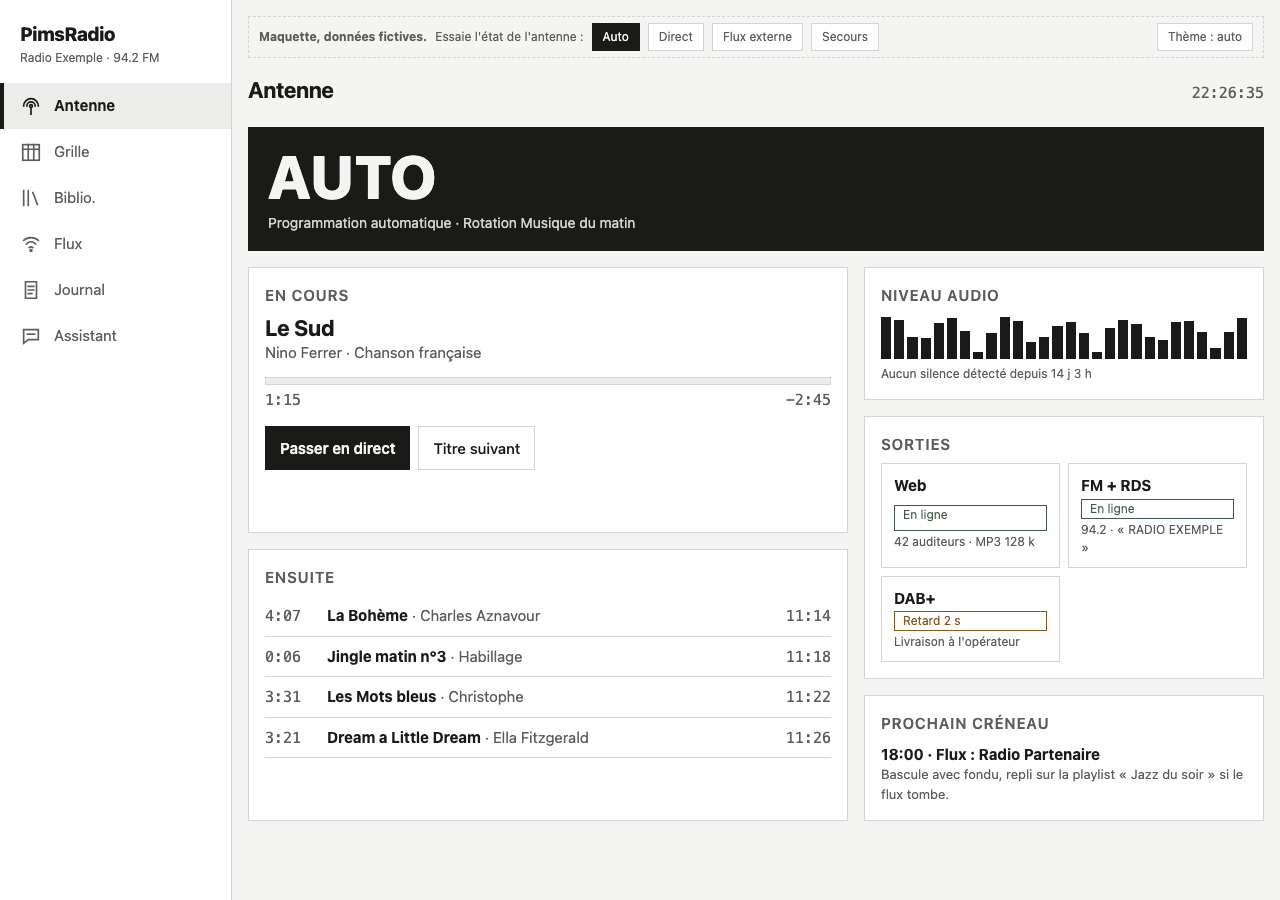 PimsRadio
Radio Exemple · 94.2 FM
Antenne
Grille
Biblio.
Flux
Journal
Assistant
Maquette, données fictives. Essaie l'état de l'antenne : Auto Direct Flux externe Secours Thème : auto
Antenne 22:26:35
AUTO
Programmation automatique · Rotation Musique du matin
EN COURS
Le Sud
Nino Ferrer · Chanson française
1:15 −2:45
Passer en direct Titre suivant
ENSUITE
4:07 La Bohème · Charles Aznavour 11:14
0:06 Jingle matin n°3 · Habillage 11:18
3:31 Les Mots bleus · Christophe 11:22
3:21 Dream a Little Dream · Ella Fitzgerald 11:26
NIVEAU AUDIO
Aucun silence détecté depuis 14 j 3 h
SORTIES
Web
En ligne
42 auditeurs · MP3 128 k
FM + RDS
En ligne
94.2 · « RADIO EXEMPLE
»
DAB+
Retard 2 s
Livraison à l'opérateur
PROCHAIN CRÉNEAU
18:00 · Flux : Radio Partenaire
Bascule avec fondu, repli sur la playlist « Jazz du soir » si le
flux tombe.